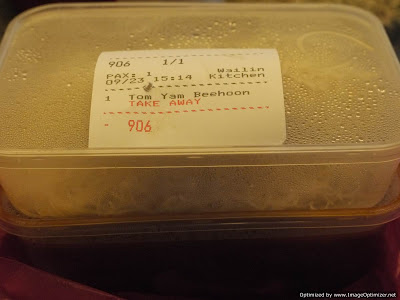 906 1/1
PAX: 1 Wailin
09/23 15:14 Kitchen
1 Tom Yam Beehoon
TAKE AWAY
- 906
Optimized by www.ImageOptimizer.net